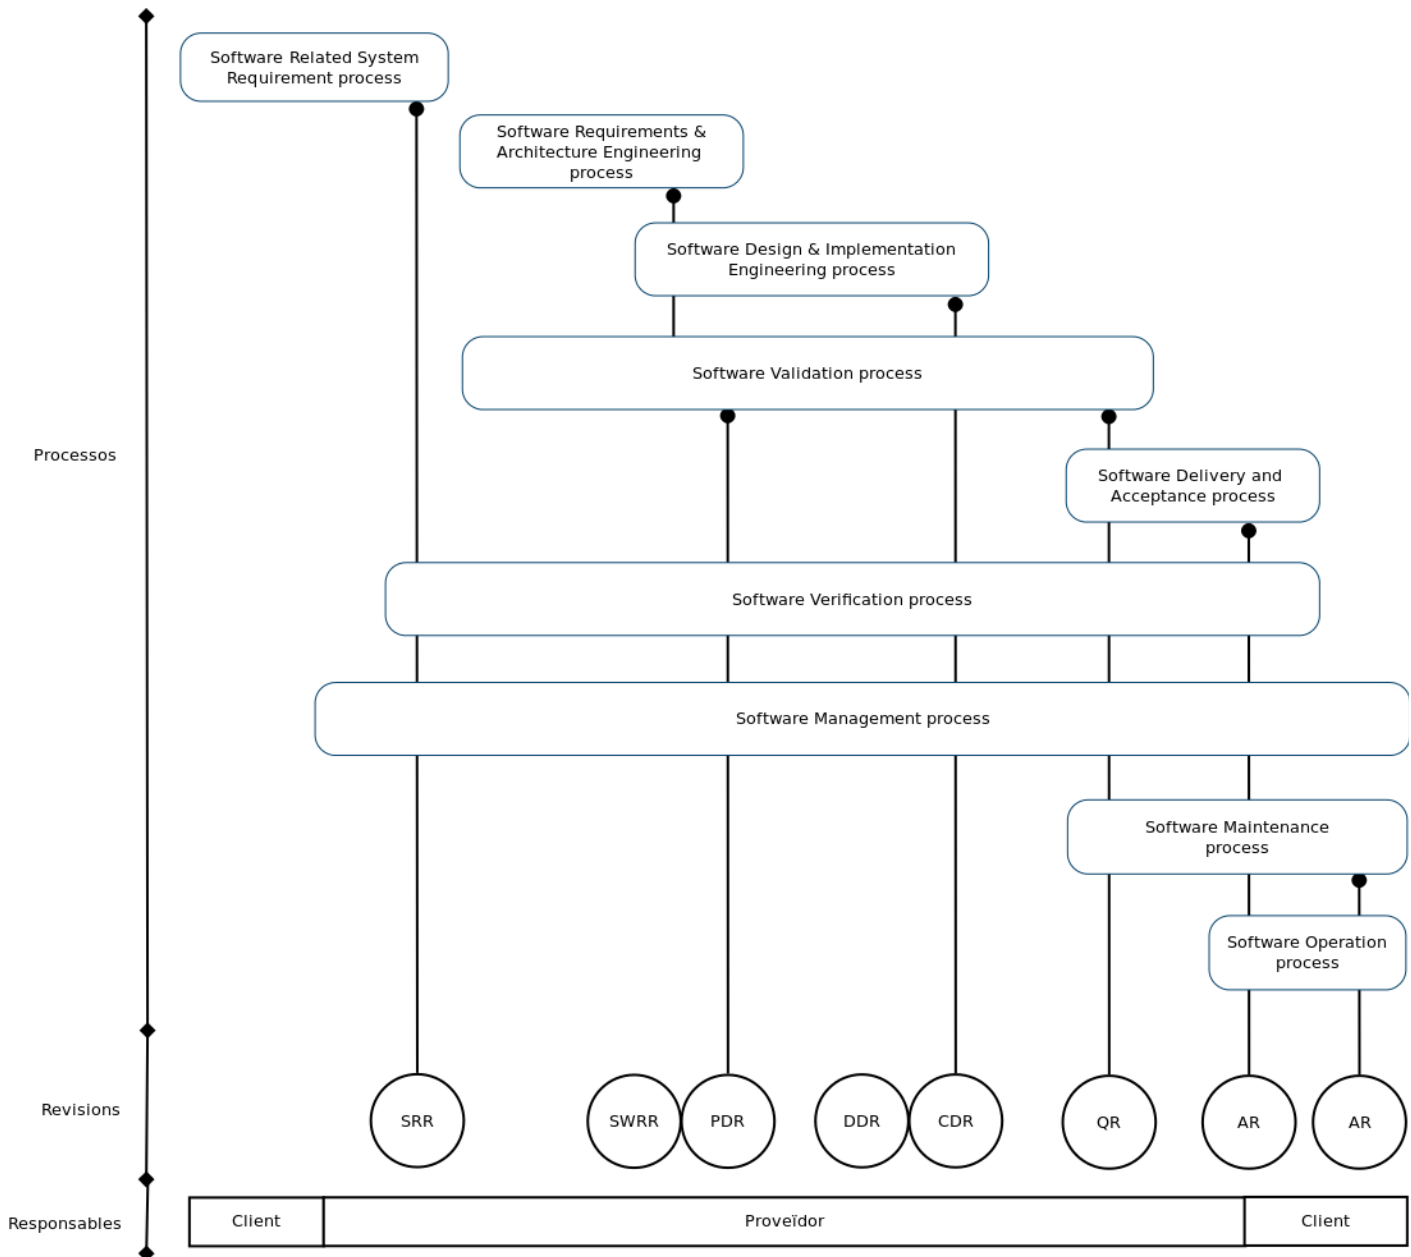 Software Related System
Requirement process
Software Requirements &
Architecture Engineering
process
Software Design & Implementation
Engineering process
Software Validation process
Processos
Software Delivery and
Acceptance process
Software Verification process
Software Management process
Software Maintenance
process
Software Operation
process
Revisions
SRR
SWRR
PDR
DDR
CDR
QR
AR
AR
Responsables
Client
Proveïdor
Client